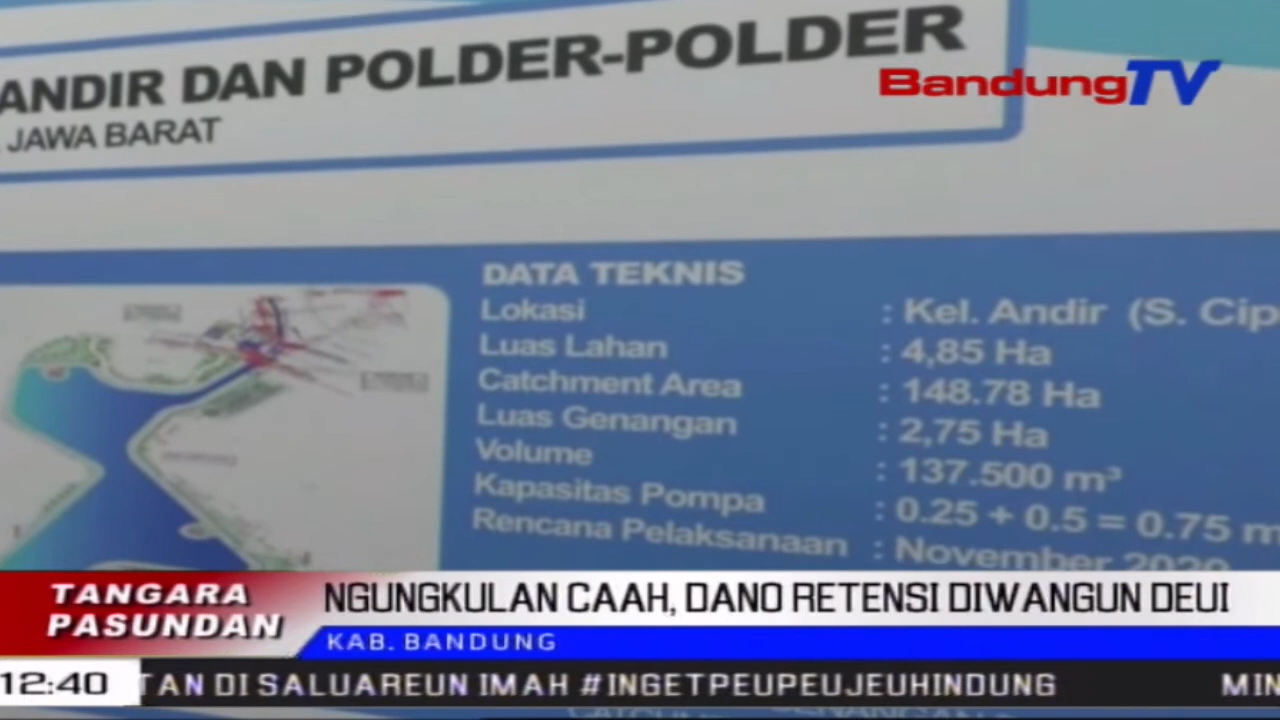 ANDIR DAN POLDER-POLDER
JAWA BARAT
BandungTV
DATA TEKNIS
Lokasi : Kel. Andir (S. Cip
Luas Lahan : 4,85 Ha
Catchment Area : 148.78 Ha
Luas Genangan : 2,75 Ha
Volume : 137.500 m³
Kapasitas Pompa : 0.25 + 0.5 = 0.75 m
Rencana Pelaksanaan : November 2020
TANGARA
PASUNDAN
NGUNGKULAN CAAH, DANO RETENSI DIWANGUN DEUI
KAB. BANDUNG
12:40
TAN DI SALUAREUN IMAH #INGETPEUPEUJEUHINDUNG
MIN